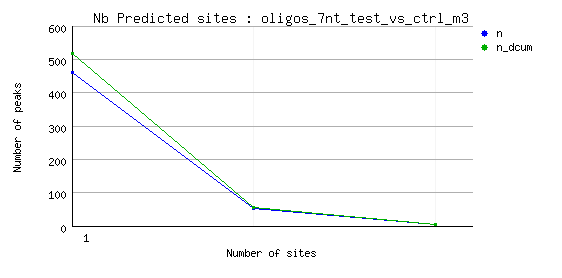 Nb Predicted sites : oligos_7nt_test_vs_ctrl_m3
n
n_dcum
600
500
400
300
200
100
0
Number of peaks
1
Number of sites